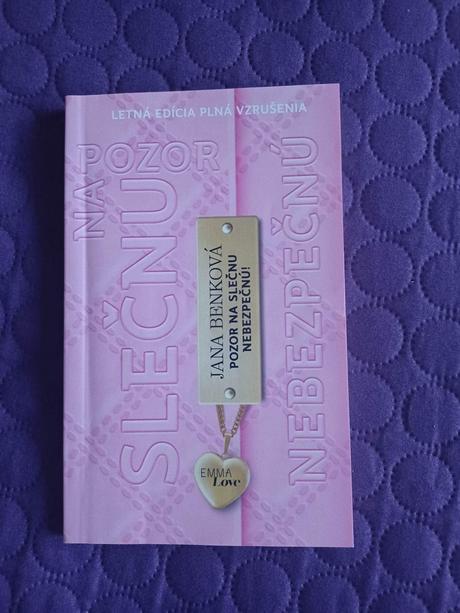 LETNÁ EDÍCIA PLNÁ VZRUŠENIA
POZOR
NA
SLEČNU
NEBEZPEČNÚ
JANA BENKOVÁ
POZOR NA SLEČNU
NEBEZPEČNÚ!
EMMA
Love